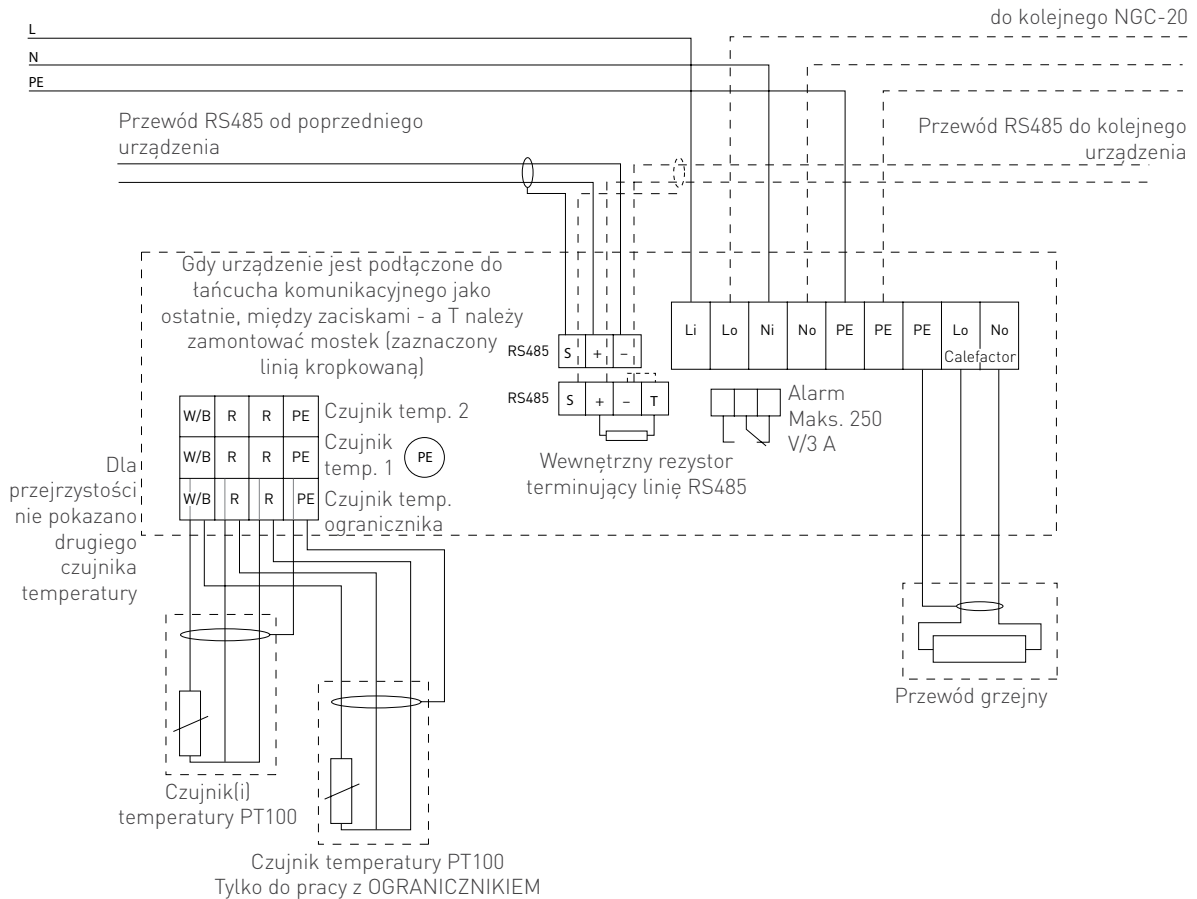 do kolejnego NGC-20
L
N
PE
Przewód RS485 od poprzedniego
urządzenia
Przewód RS485 do kolejnego
urządzenia
Gdy urządzenie jest podłączone do
łańcucha komunikacyjnego jako
ostatnie, między zaciskami - a T należy
zamontować mostek (zaznaczony
linią kropkowaną)
Li Lo Ni No PE PE PE Lo No
Calefactor
RS485 S + –
RS485 S + – T
Alarm
Maks. 250
V/3 A
Wewnętrzny rezystor
terminujący linię RS485
W/B R R PE Czujnik temp. 2
W/B R R PE Czujnik
temp. 1
PE
W/B R R PE Czujnik temp.
ogranicznika
Dla
przejrzystości
nie pokazano
drugiego
czujnika
temperatury
Przewód grzejny
Czujnik(i)
temperatury PT100
Czujnik temperatury PT100
Tylko do pracy z OGRANICZNIKIEM